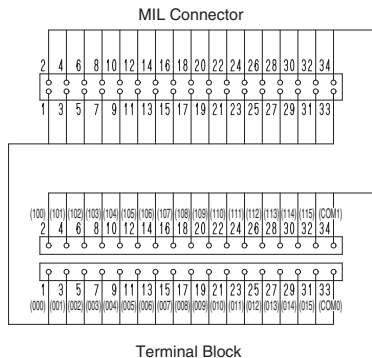 MIL Connector
2 4 6 8 10 12 14 16 18 20 22 24 26 28 30 32 34
1 3 5 7 9 11 13 15 17 19 21 23 25 27 29 31 33
(100) (101) (102) (103) (104) (105) (106) (107) (108) (109) (110) (111) (112) (113) (114) (115) (COM1)
2 4 6 8 10 12 14 16 18 20 22 24 26 28 30 32 34
1 3 5 7 9 11 13 15 17 19 21 23 25 27 29 31 33
(000) (001) (002) (003) (004) (005) (006) (007) (008) (009) (010) (011) (012) (013) (014) (015) (COM0)
Terminal Block